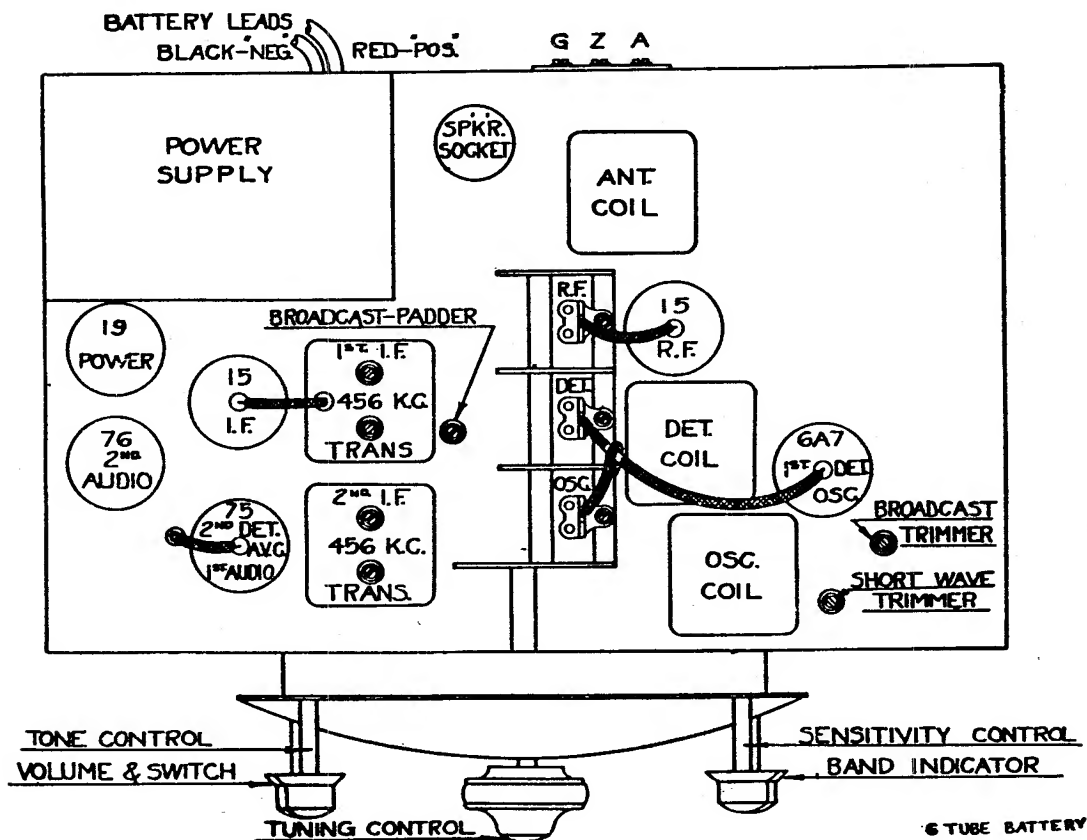 BATTERY LEADS
BLACK-"NEG."
RED-"POS."
G Z A
POWER
SUPPLY
SPK'R.
SOCKET
ANT.
COIL
R.F.
15
R.F.
19
POWER
BROADCAST-PADDER
1ST. I.F.
456 K.C.
TRANS
15
I.F.
DET.
DET.
COIL
6A7
1ST. DET.
OSC.
76
2ND.
AUDIO
OSC.
2ND. I.F.
456 K.C.
TRANS.
75
2ND DET.
A.V.C.
1ST AUDIO
BROADCAST
TRIMMER
OSC.
COIL
SHORT WAVE
TRIMMER
TONE CONTROL
VOLUME & SWITCH
TUNING CONTROL
SENSITIVITY CONTROL
BAND INDICATOR
6 TUBE BATTERY